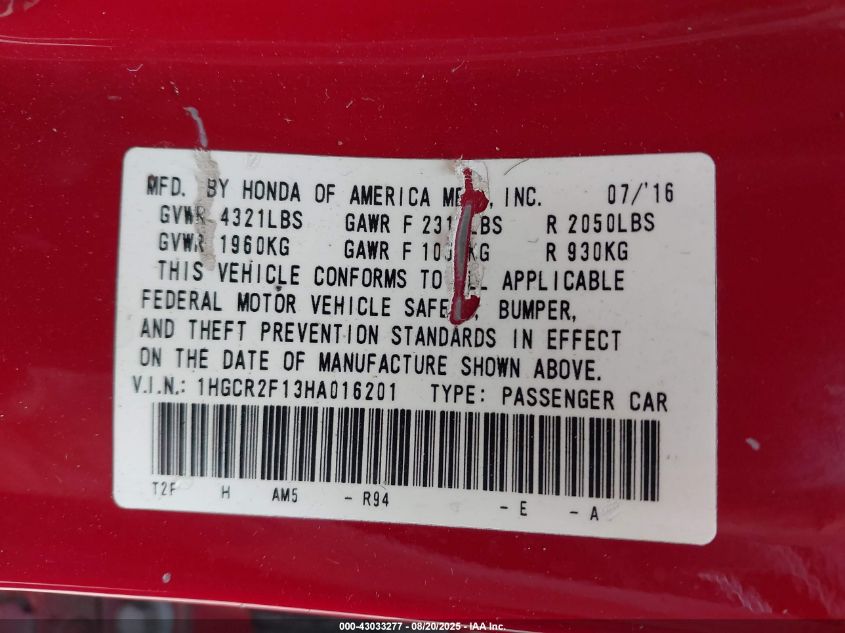 MFD. BY HONDA OF AMERICA INC. 07/'16
GVWR 4321LBS GAWR F R 2050LBS
GVWR 1960KG GAWR F R 930KG
THIS VEHICLE CONFORMS TO APPLICABLE
FEDERAL MOTOR VEHICLE BUMPER,
AND THEFT PREVENTION STANDARDS IN EFFECT
ON THE DATE OF MANUFACTURE SHOWN ABOVE.
V.I.N.: 1HGCR2F13HA016201 TYPE: PASSENGER CAR
T2F H AM5 - R94 - E - A
000-43033277 - 08/20/2025 - IAA Inc.